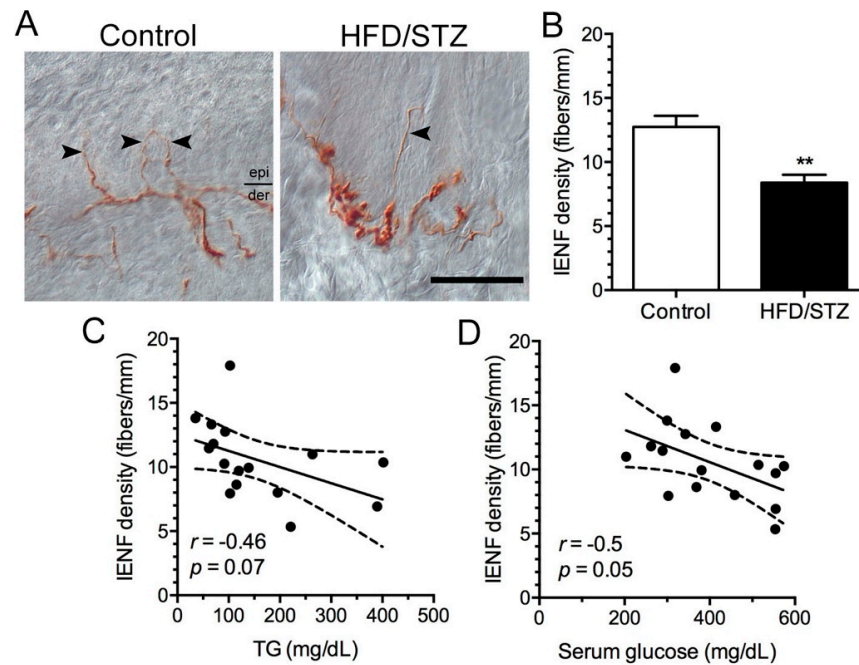 A
Control
HFD/STZ
epi
der
B
IENF density (fibers/mm)
20
15
10
5
0
**
Control
HFD/STZ
C
IENF density (fibers/mm)
20
15
10
5
0
r = -0.46
p = 0.07
0
100
200
300
400
500
TG (mg/dL)
D
IENF density (fibers/mm)
20
15
10
5
0
r = -0.5
p = 0.05
0
200
400
600
Serum glucose (mg/dL)